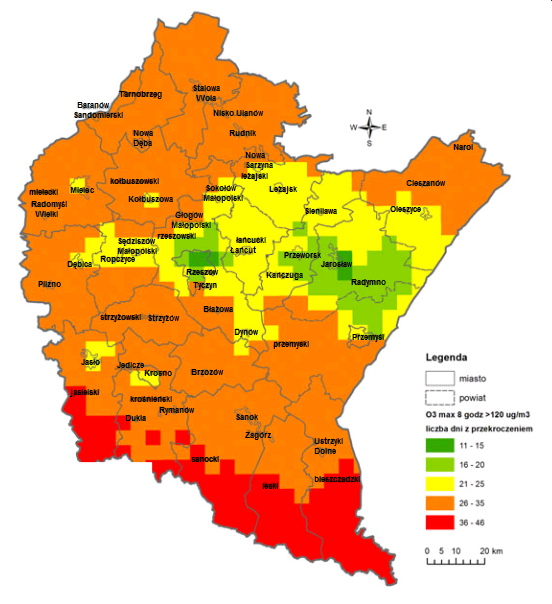 Tarnobrzeg
Stalowa
Wola
Baranów
Sandomierski
Nisko
Ulanów
Nowa
Dęba
Rudnik
N
W
E
S
Narol
Nowa
Sarzyna
leżajski
Leżajsk
Cieszanów
mielecki
Mielec
kolbuszowski
Kolbuszowa
Sokołów
Małopolski
Radomyśl
Wielki
Sieniawa
Oleszyce
Głogów
Małopolski
rzeszowski
Sędziszów
Małopolski
łańcucki
Łańcut
Dębica
Ropczyce
Przeworsk
Jarosław
Rzeszów
Kańczuga
Radymno
Pilzno
Tyczyn
strzyżowski
Strzyżów
Błażowa
Dynów
przemyski
Przemyśl
Jasło
Jedlicze
Krosno
Brzozów
jasielski
krośnieński
Rymanów
Dukla
Sanok
Zagórz
Ustrzyki
Dolne
sanocki
leski
bieszczadzki
Legenda
miasto
powiat
O3 max 8 godz >120 ug/m3
liczba dni z przekroczeniem
11 - 15
16 - 20
21 - 25
26 - 35
36 - 46
0 5 10 20 km